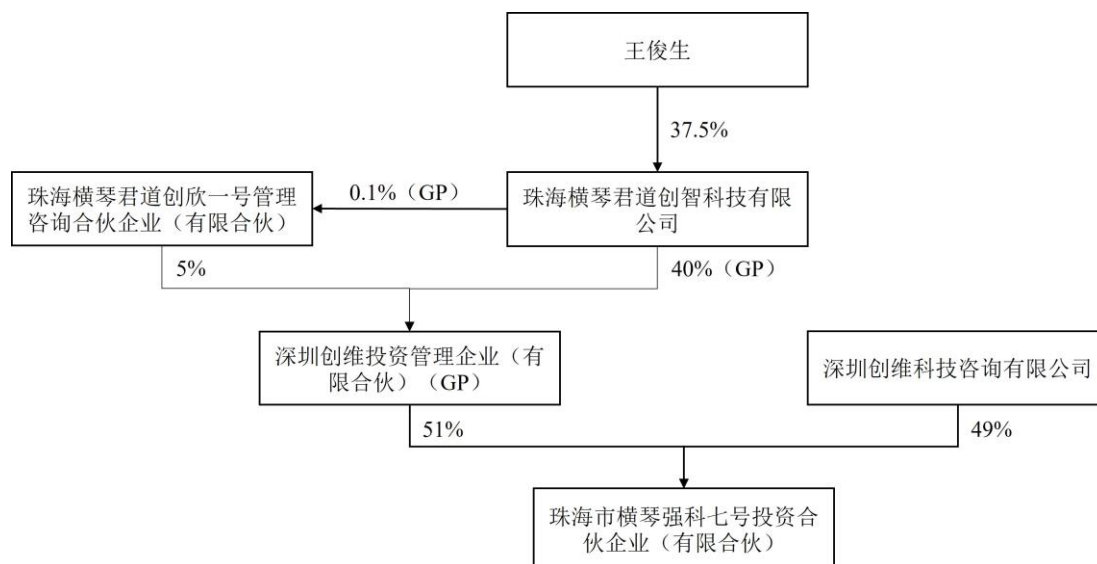 王俊生
37.5%
珠海横琴君道创欣一号管理
咨询合伙企业（有限合伙）
0.1%（GP）
珠海横琴君道创智科技有限
公司
5%
40%（GP）
深圳创维投资管理企业（有
限合伙）（GP）
深圳创维科技咨询有限公司
51%
49%
珠海市横琴强科七号投资合
伙企业（有限合伙）